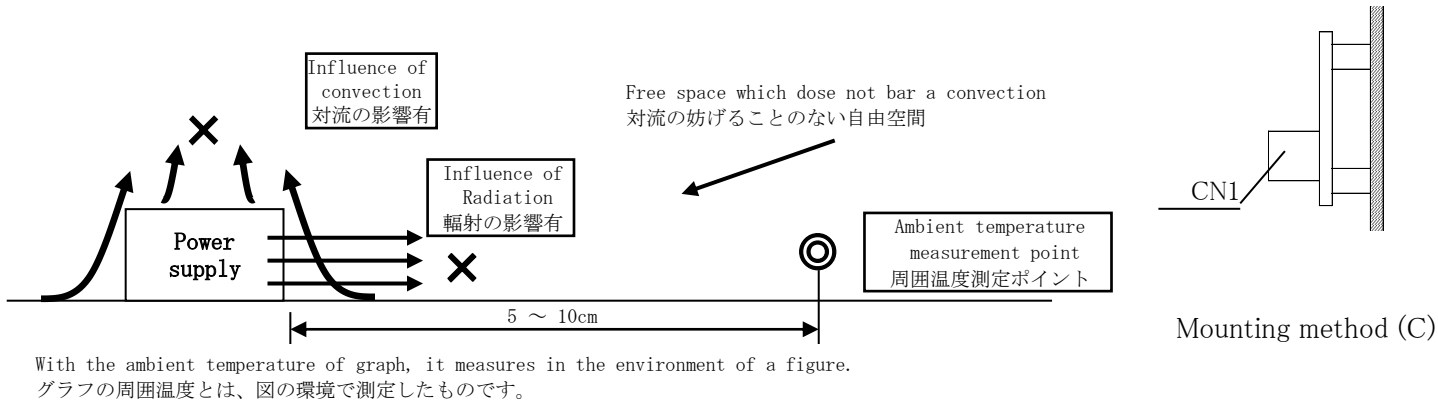 Influence of
convection
対流の影響有
Free space which dose not bar a convection
対流の妨げることのない自由空間
Influence of
Radiation
輻射の影響有
Power
supply
Ambient temperature
measurement point
周囲温度測定ポイント
5 ～ 10cm
CN1
Mounting method (C)
With the ambient temperature of graph, it measures in the environment of a figure.
グラフの周囲温度とは、図の環境で測定したものです。